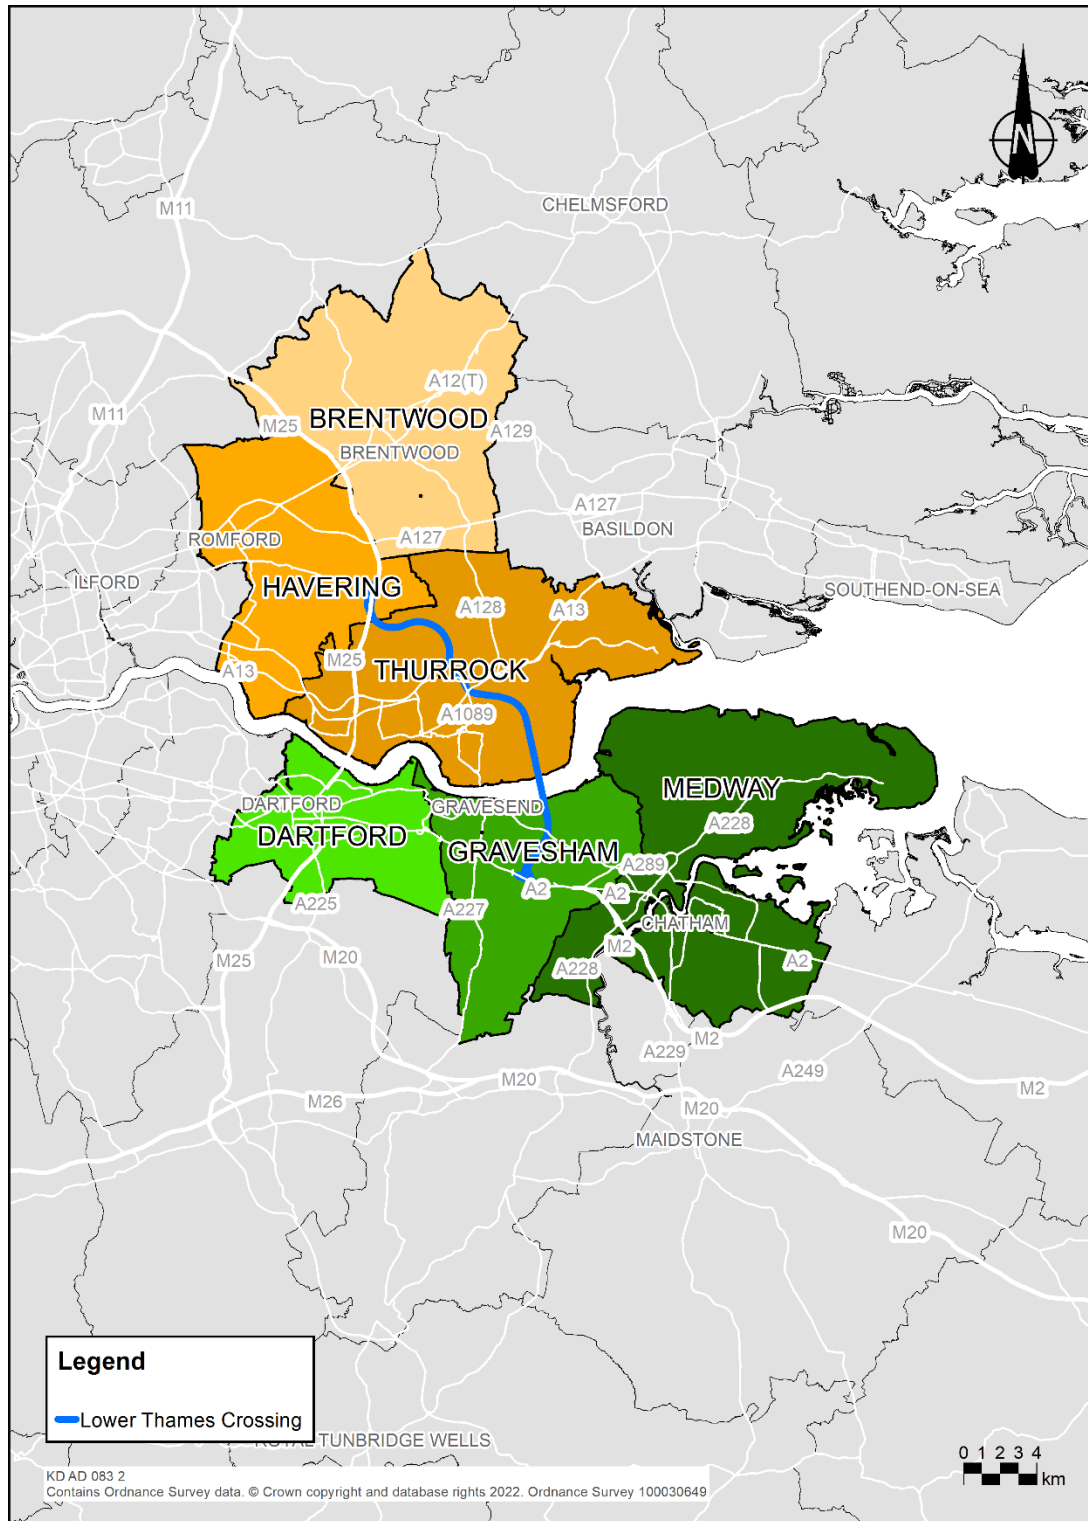 N
M11
CHELMSFORD
A12(T)
M11
BRENTWOOD
M25
A129
BRENTWOOD
A127
BASILDON
ROMFORD
A127
ILFORD
HAVERING
SOUTHEND-ON-SEA
A128
A13
M25
THURROCK
A13
A1089
MEDWAY
DARTFORD
GRAVESEND
A228
DARTFORD
GRAVESHAM
A289
A2
A2
A225
A227
CHATHAM
M25
M20
M2
A2
A228
M2
A229
A249
M20
M2
M26
M20
MAIDSTONE
M20
Legend
Lower Thames Crossing
ROYAL TUNBRIDGE WELLS
0 1 2 3 4
km
KD AD 083 2
Contains Ordnance Survey data. © Crown copyright and database rights 2022. Ordnance Survey 100030649